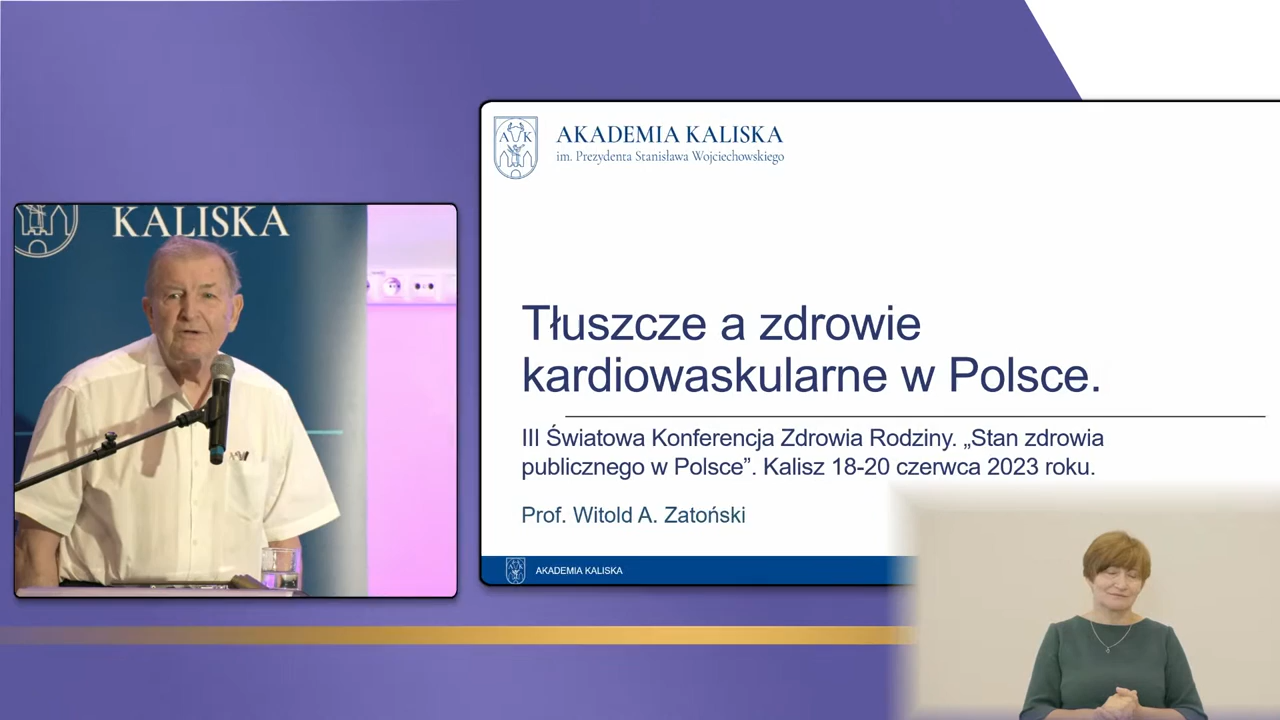 KALISKA
A K
AKADEMIA KALISKA
im. Prezydenta Stanisława Wojciechowskiego
Tłuszcze a zdrowie
kardiowaskularne w Polsce.
III Światowa Konferencja Zdrowia Rodziny. „Stan zdrowia
publicznego w Polsce”. Kalisz 18-20 czerwca 2023 roku.
Prof. Witold A. Zatoński
AKADEMIA KALISKA